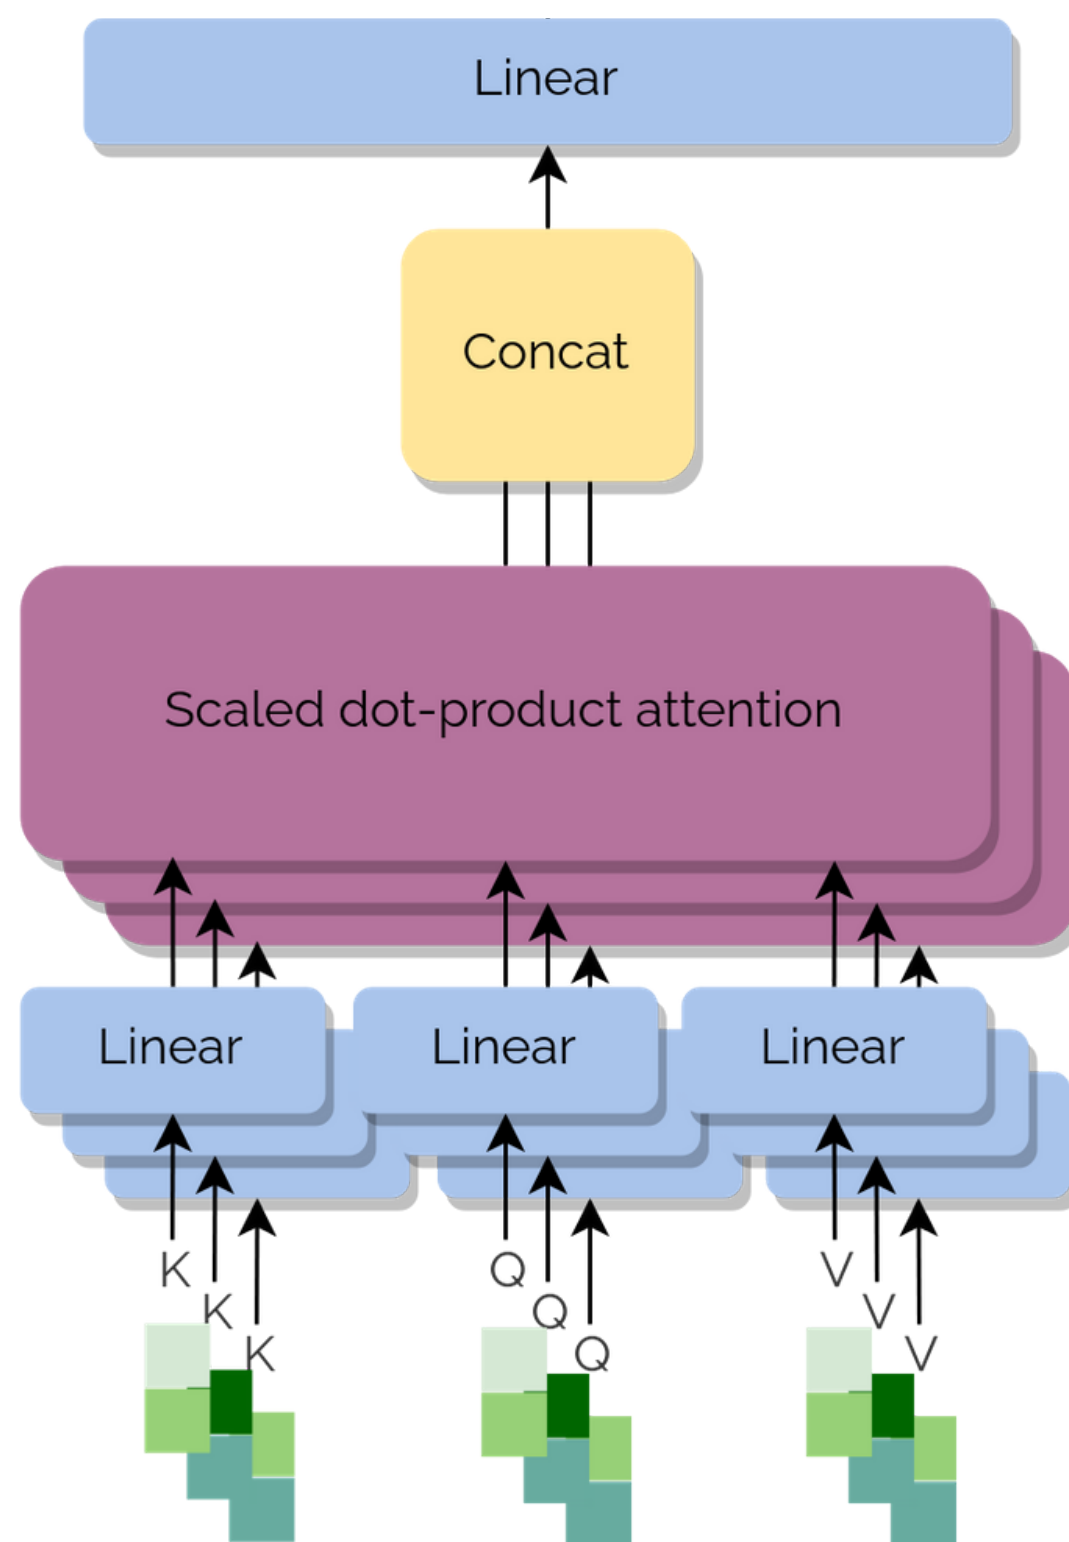 Linear
Concat
Scaled dot-product attention
Linear Linear Linear
K Q V
K Q V
K Q V